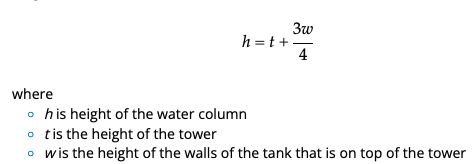 h = t + 3w/4
where
h is height of the water column
t is the height of the tower
w is the height of the walls of the tank that is on top of the tower